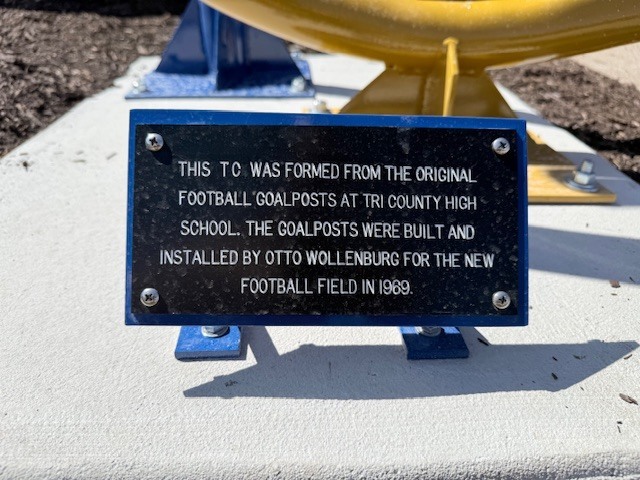 THIS TC WAS FORMED FROM THE ORIGINAL
FOOTBALL GOALPOSTS AT TRI COUNTY HIGH
SCHOOL. THE GOALPOSTS WERE BUILT AND
INSTALLED BY OTTO WOLLENBURG FOR THE NEW
FOOTBALL FIELD IN 1969.